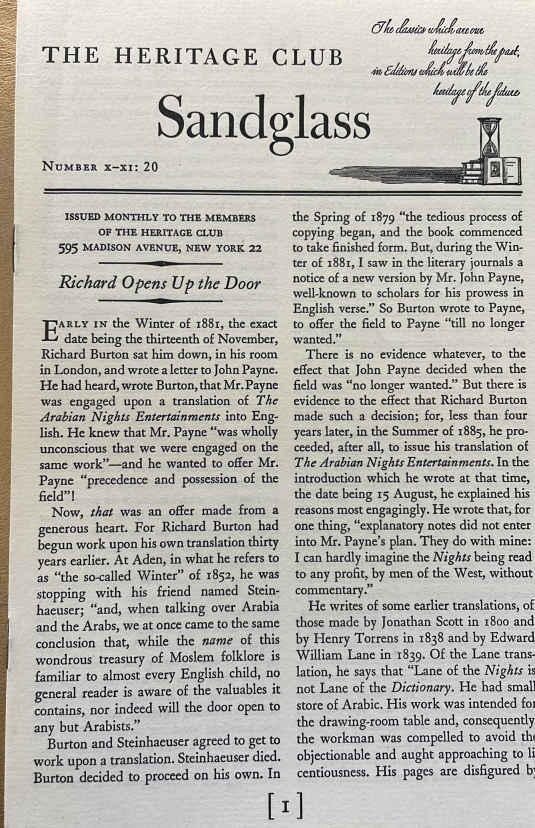 THE HERITAGE CLUB
The classics which are our
heritage from the past,
in Editions which will be the
heritage of the future
Sandglass
NUMBER X–XI: 20
ISSUED MONTHLY TO THE MEMBERS
OF THE HERITAGE CLUB
595 MADISON AVENUE, NEW YORK 22
Richard Opens Up the Door
EARLY IN the Winter of 1881, the exact
date being the thirteenth of November,
Richard Burton sat him down, in his room
in London, and wrote a letter to John Payne.
He had heard, wrote Burton, that Mr. Payne
was engaged upon a translation of The
Arabian Nights Entertainments into Eng-
lish. He knew that Mr. Payne “was wholly
unconscious that we were engaged on the
same work”—and he wanted to offer Mr.
Payne “precedence and possession of the
field”!
Now, that was an offer made from a
generous heart. For Richard Burton had
begun work upon his own translation thirty
years earlier. At Aden, in what he refers to
as “the so-called Winter” of 1852, he was
stopping with his friend named Stein-
haeuser; “and, when talking over Arabia
and the Arabs, we at once came to the same
conclusion that, while the name of this
wondrous treasury of Moslem folklore is
familiar to almost every English child, no
general reader is aware of the valuables it
contains, nor indeed will the door open to
any but Arabists.”
Burton and Steinhaeuser agreed to get to
work upon a translation. Steinhaeuser died.
Burton decided to proceed on his own. In
the Spring of 1879 “the tedious process of
copying began, and the book commenced
to take finished form. But, during the Win-
ter of 1881, I saw in the literary journals a
notice of a new version by Mr. John Payne,
well-known to scholars for his prowess in
English verse.” So Burton wrote to Payne,
to offer the field to Payne “till no longer
wanted.”
There is no evidence whatever, to the
effect that John Payne decided when the
field was “no longer wanted.” But there is
evidence to the effect that Richard Burton
made such a decision; for, less than four
years later, in the Summer of 1885, he pro-
ceeded, after all, to issue his translation of
The Arabian Nights Entertainments. In the
introduction which he wrote at that time,
the date being 15 August, he explained his
reasons most engagingly. He wrote that, for
one thing, “explanatory notes did not enter
into Mr. Payne’s plan. They do with mine:
I can hardly imagine the Nights being read
to any profit, by men of the West, without
commentary.”
He writes of some earlier translations, of
those made by Jonathan Scott in 1800 and
by Henry Torrens in 1838 and by Edward
William Lane in 1839. Of the Lane trans-
lation, he says that “Lane of the Nights is
not Lane of the Dictionary. He had small
store of Arabic. His work was intended for
the drawing-room table and, consequently
the workman was compelled to avoid the
objectionable and aught approaching to li
centiousness. His pages are disfigured by
[ 1 ]